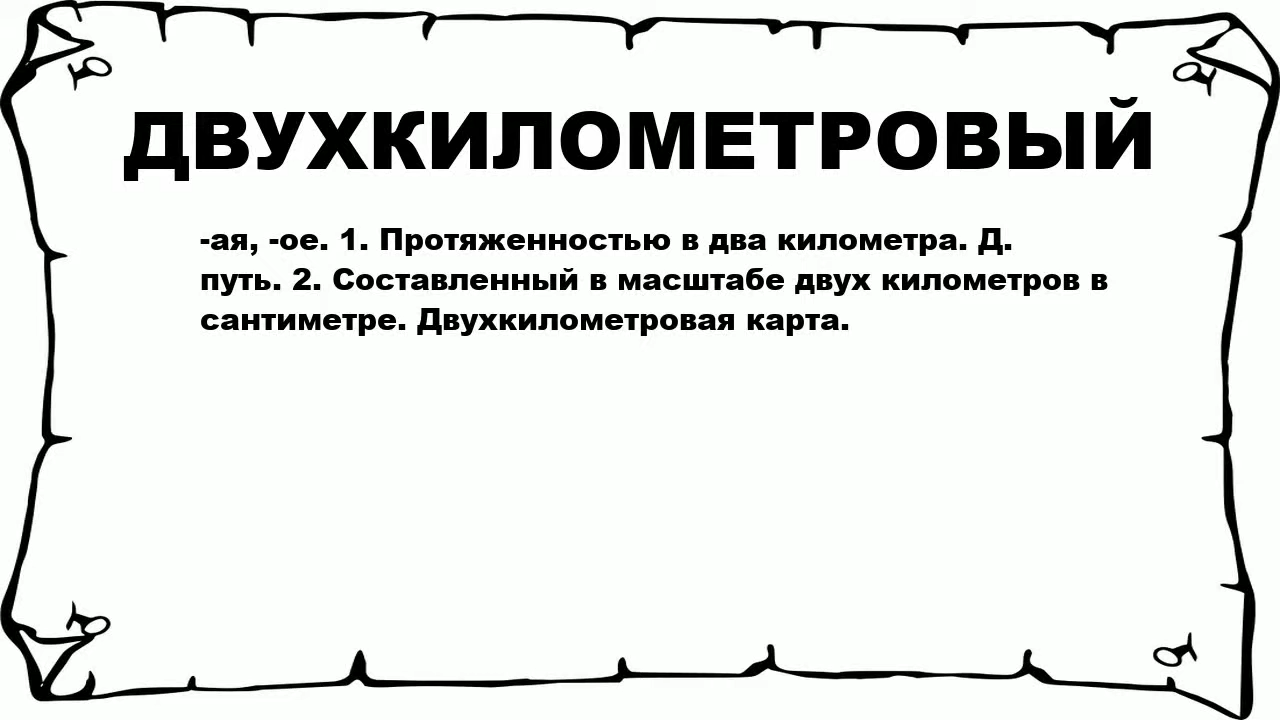 ДВУХКИЛОМЕТРОВЫЙ
-ая, -ое. 1. Протяженностью в два километра. Д.
путь. 2. Составленный в масштабе двух километров в
сантиметре. Двухкилометровая карта.